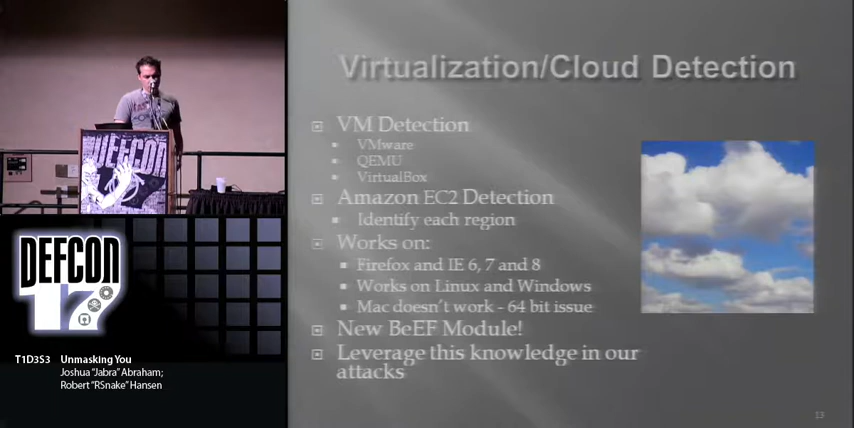 Virtualization/Cloud Detection
VM Detection
VMware
QEMU
VirtualBox
Amazon EC2 Detection
Identify each region
Works on:
Firefox and IE 6, 7 and 8
Works on Linux and Windows
Mac doesn't work - 64 bit issue
New BeEF Module!
Leverage this knowledge in our
attacks
13
DEFCON
DEFCON
17
T1D3S3 Unmasking You
Joshua "Jabra" Abraham;
Robert "RSnake" Hansen